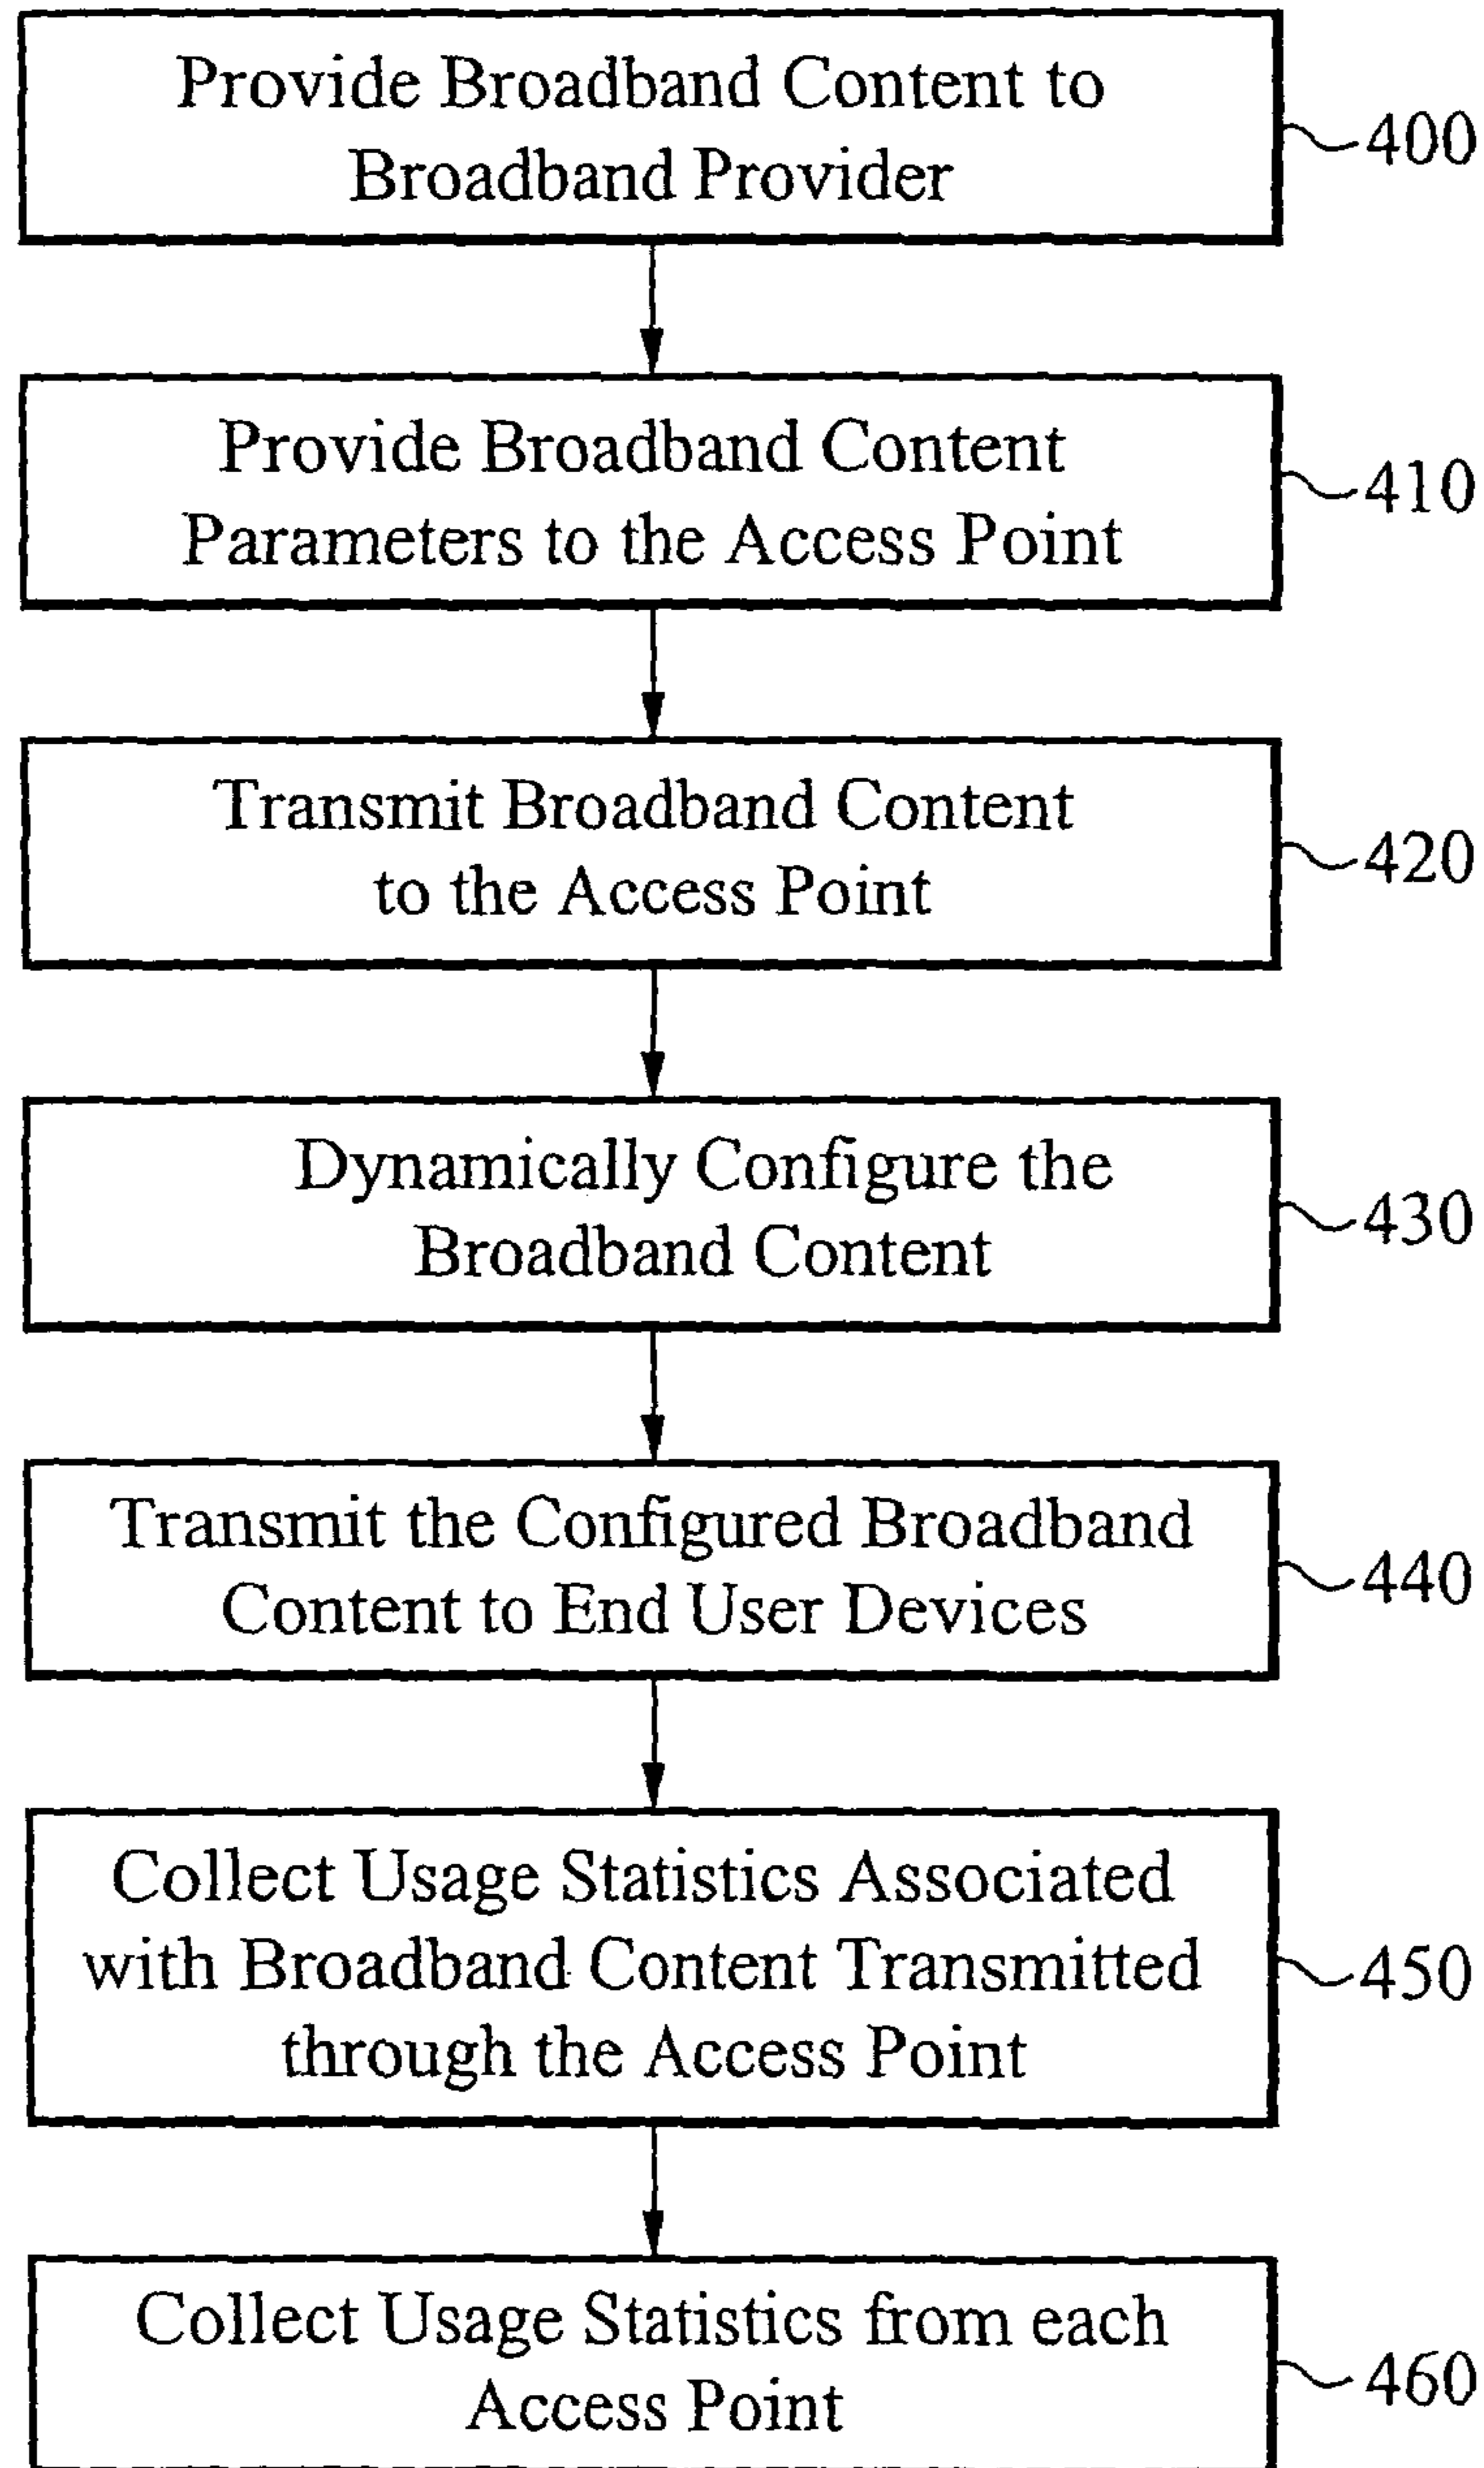 Provide Broadband Content to
Broadband Provider
400
Provide Broadband Content
Parameters to the Access Point
410
Transmit Broadband Content
to the Access Point
420
Dynamically Configure the
Broadband Content
430
Transmit the Configured Broadband
Content to End User Devices
440
Collect Usage Statistics Associated
with Broadband Content Transmitted
through the Access Point
450
Collect Usage Statistics from each
Access Point
460